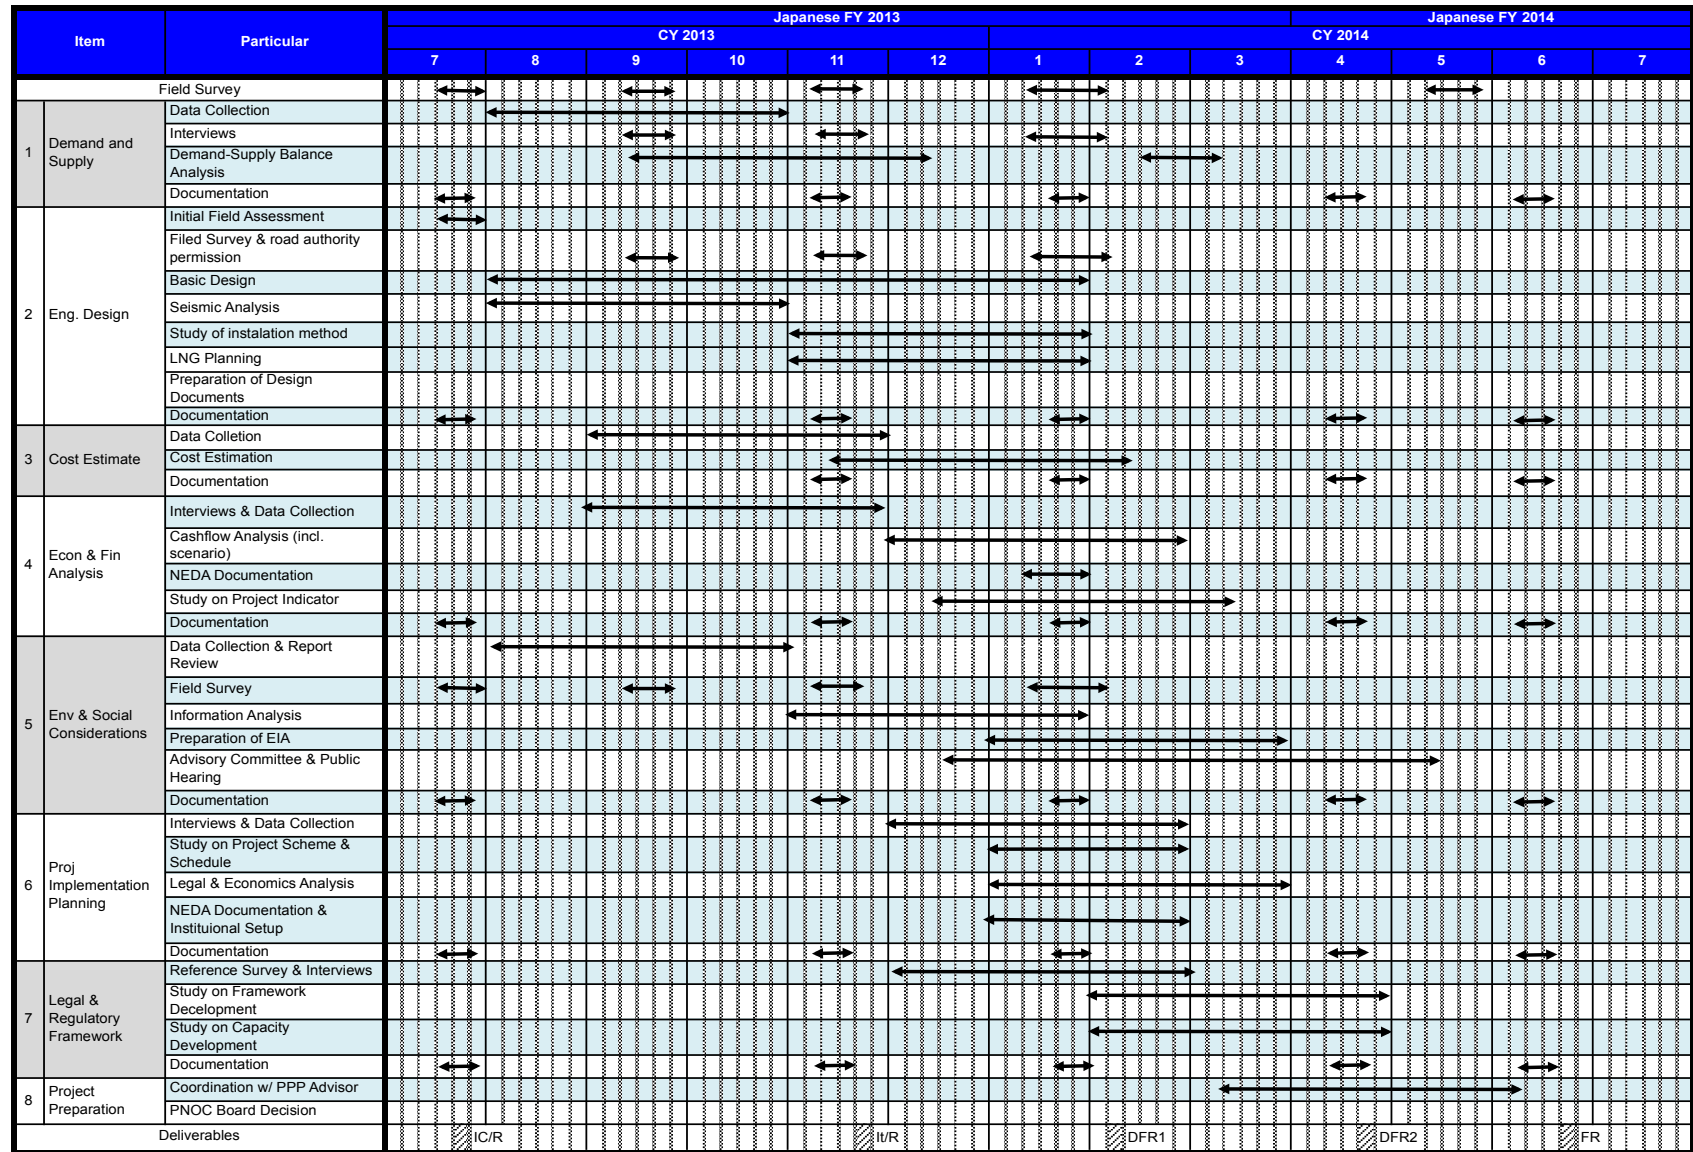 Item
Particular
Japanese FY 2013
Japanese FY 2014
CY 2013
CY 2014
7 8 9 10 11 12 1 2 3 4 5 6 7
Field Survey
1
Demand and
Supply
Data Collection
Interviews
Demand-Supply Balance
Analysis
Documentation
2
Eng. Design
Initial Field Assessment
Filed Survey & road authority
permission
Basic Design
Seismic Analysis
Study of instalation method
LNG Planning
Preparation of Design
Documents
Documentation
3
Cost Estimate
Data Colletion
Cost Estimation
Documentation
4
Econ & Fin
Analysis
Interviews & Data Collection
Cashflow Analysis (incl.
scenario)
NEDA Documentation
Study on Project Indicator
Documentation
5
Env & Social
Considerations
Data Collection & Report
Review
Field Survey
Information Analysis
Preparation of EIA
Advisory Committee & Public
Hearing
Documentation
6
Proj
Implementation
Planning
Interviews & Data Collection
Study on Project Scheme &
Schedule
Legal & Economics Analysis
NEDA Documentation &
Instituional Setup
Documentation
7
Legal &
Regulatory
Framework
Reference Survey & Interviews
Study on Framework
Development
Study on Capacity
Development
Documentation
8
Project
Preparation
Coordination w/ PPP Advisor
PNOC Board Decision
Deliverables
IC/R
It/R
DFR1
DFR2
FR